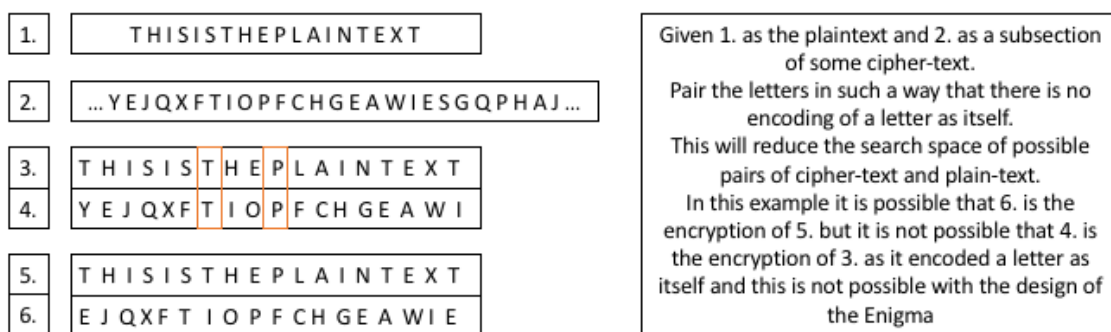 1. THISISTHEPLAINTEXT
2. ...YEJQXFTIOPFCHGEAWIESGQPHAJ...
3. T H I S I S T H E P L A I N T E X T
4. Y E J Q X F T I O P F C H G E A W I
5. T H I S I S T H E P L A I N T E X T
6. E J Q X F T I O P F C H G E A W I E
Given 1. as the plaintext and 2. as a subsection
of some cipher-text.
Pair the letters in such a way that there is no
encoding of a letter as itself.
This will reduce the search space of possible
pairs of cipher-text and plain-text.
In this example it is possible that 6. is the
encryption of 5. but it is not possible that 4. is
the encryption of 3. as it encoded a letter as
itself and this is not possible with the design of
the Enigma